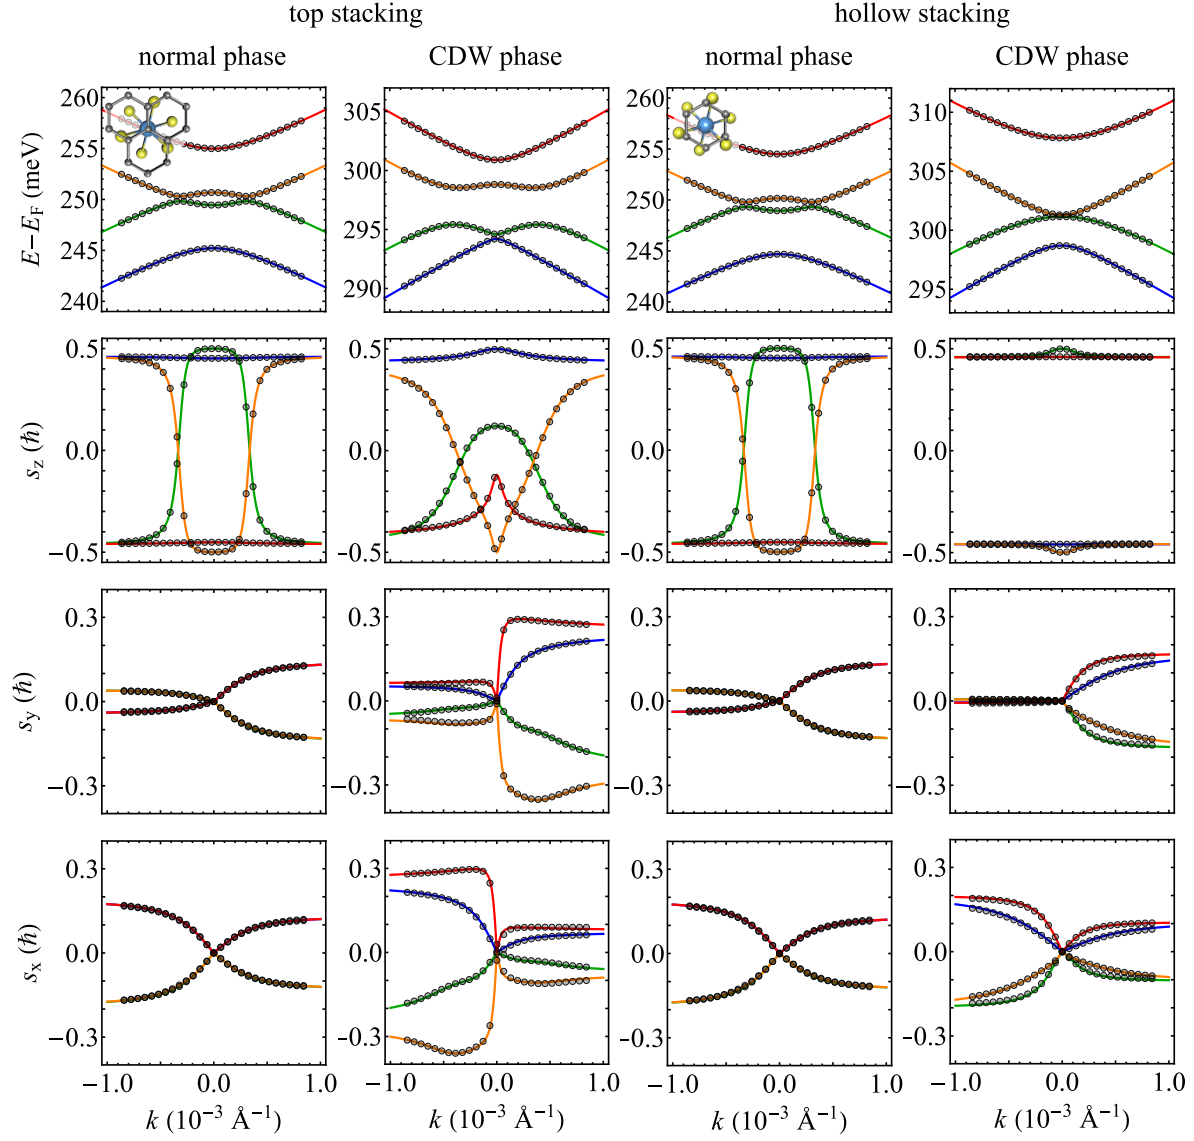 top stacking hollow stacking
normal phase CDW phase normal phase CDW phase
E−E_F (meV)
260 255 250 245 240
305 300 295 290
260 255 250 245 240
310 305 300 295
s_z (ℏ)
0.5 0.0 −0.5
0.5 0.0 −0.5
0.5 0.0 −0.5
0.5 0.0 −0.5
s_y (ℏ)
0.3 0.0 −0.3
0.3 0.0 −0.3
0.3 0.0 −0.3
0.3 0.0 -0.3
s_x (ℏ)
0.3 0.0 −0.3
0.3 0.0 -0.3
0.3 0.0 −0.3
0.3 0.0 -0.3
−1.0 0.0 1.0 −1.0 0.0 1.0 −1.0 0.0 1.0 −1.0 0.0 1.0
k (10⁻³ Å⁻¹) k (10⁻³ Å⁻¹) k (10⁻³ Å⁻¹) k (10⁻³ Å⁻¹)